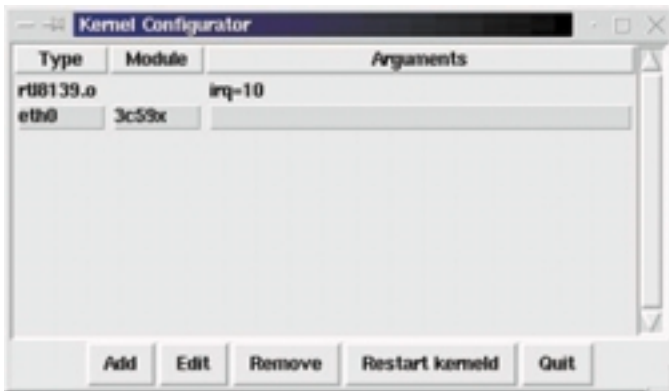 Kernel Configurator
Type Module Arguments
rtl8139.o irq=10
eth0 3c59x
Add Edit Remove Restart kerneld Quit